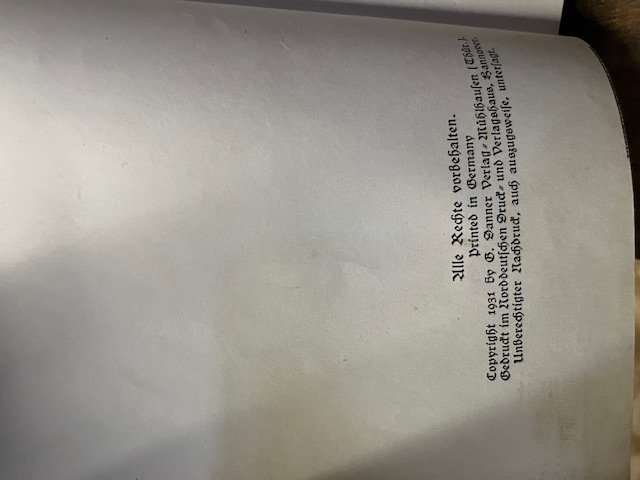 Alle Rechte vorbehalten.
Printed in Germany
Copyright 1931 by G. Danner Verlag, Mühlhausen (Thür.).
Gedruckt im Norddeutschen Druck- und Verlagshaus, Hannover.
Unberechtigter Nachdruck, auch auszugsweise, untersagt.